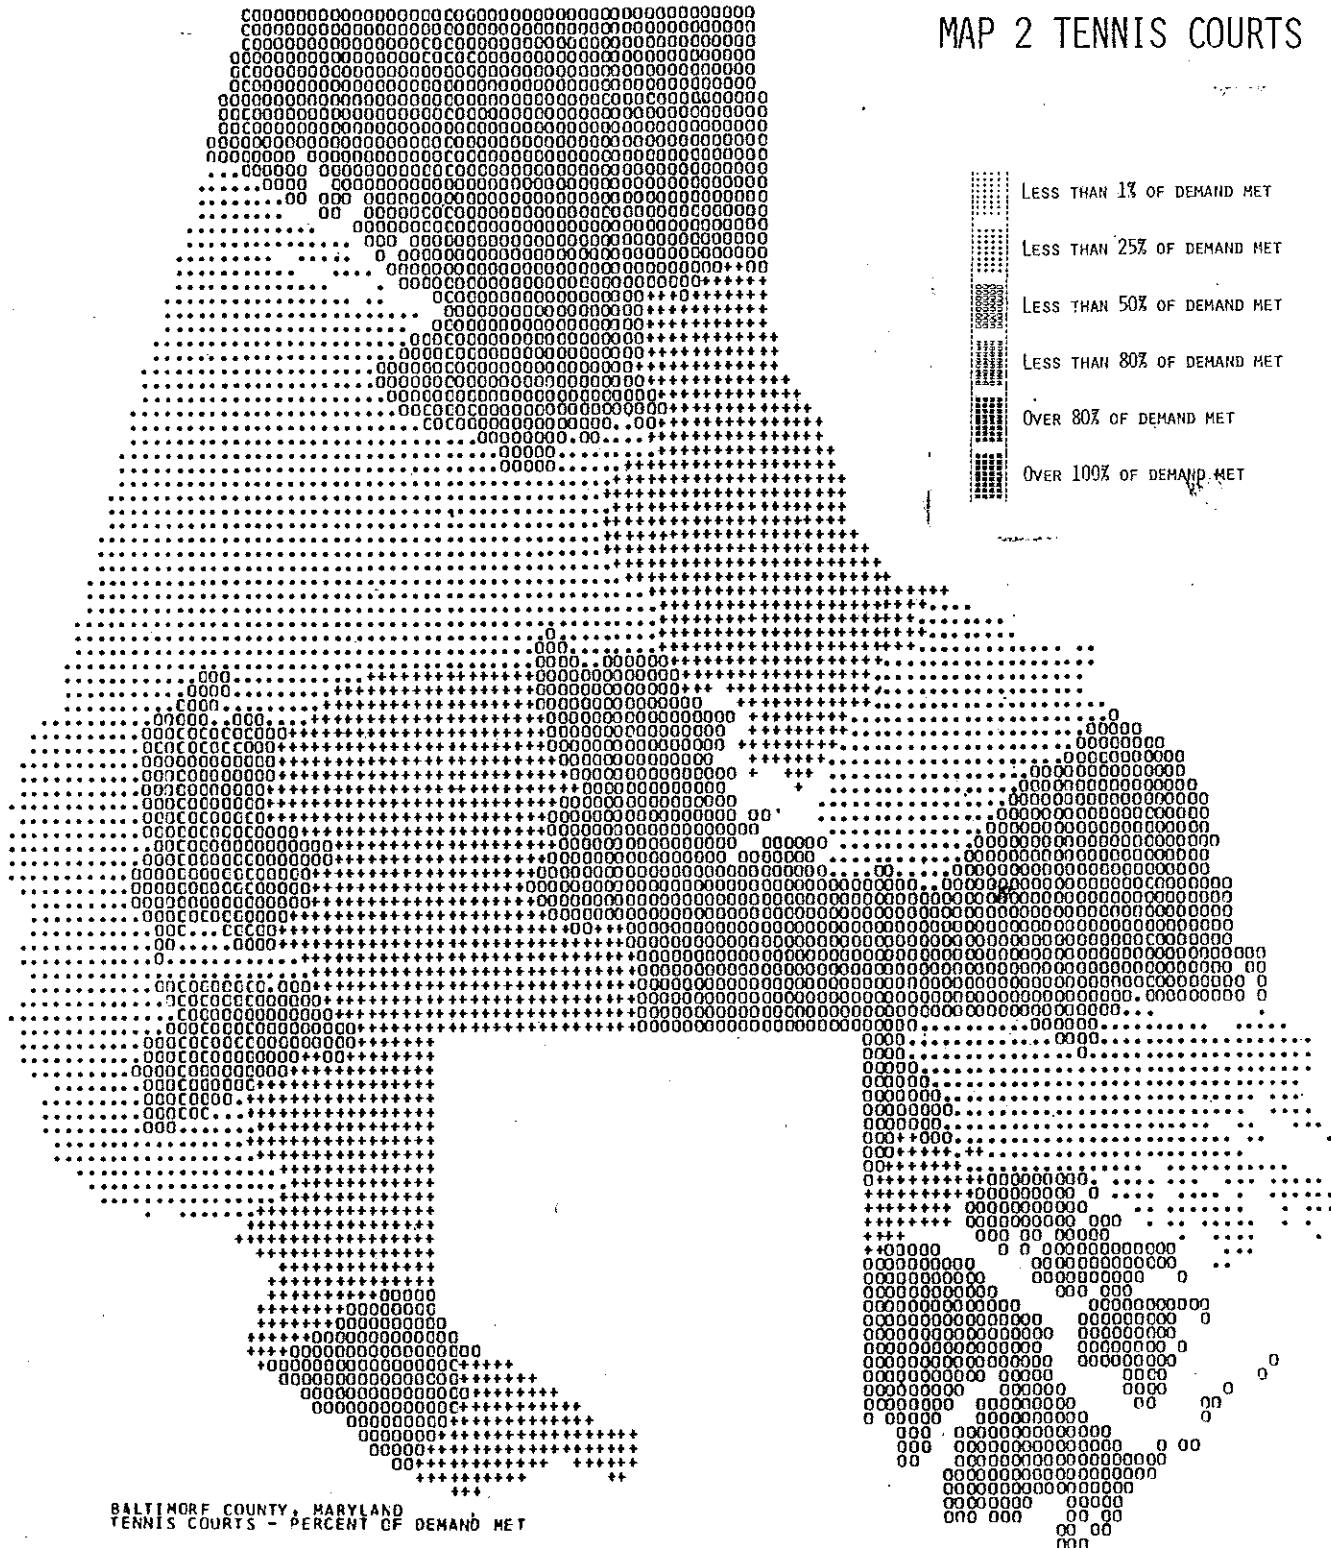 MAP 2 TENNIS COURTS
LESS THAN 1% OF DEMAND MET
LESS THAN 25% OF DEMAND MET
LESS THAN 50% OF DEMAND MET
LESS THAN 80% OF DEMAND MET
OVER 80% OF DEMAND MET
OVER 100% OF DEMAND MET
BALTIMORE COUNTY, MARYLAND
TENNIS COURTS - PERCENT OF DEMAND MET